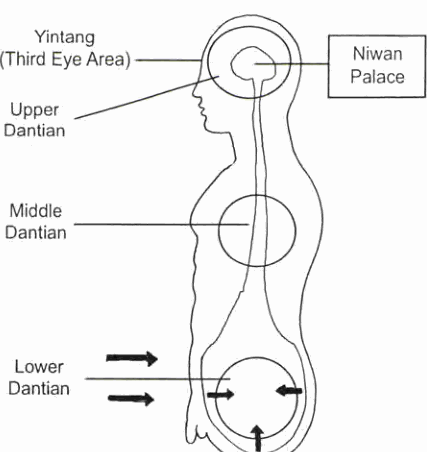 Yintang
(Third Eye Area)
Niwan
Palace
Upper
Dantian
Middle
Dantian
Lower
Dantian